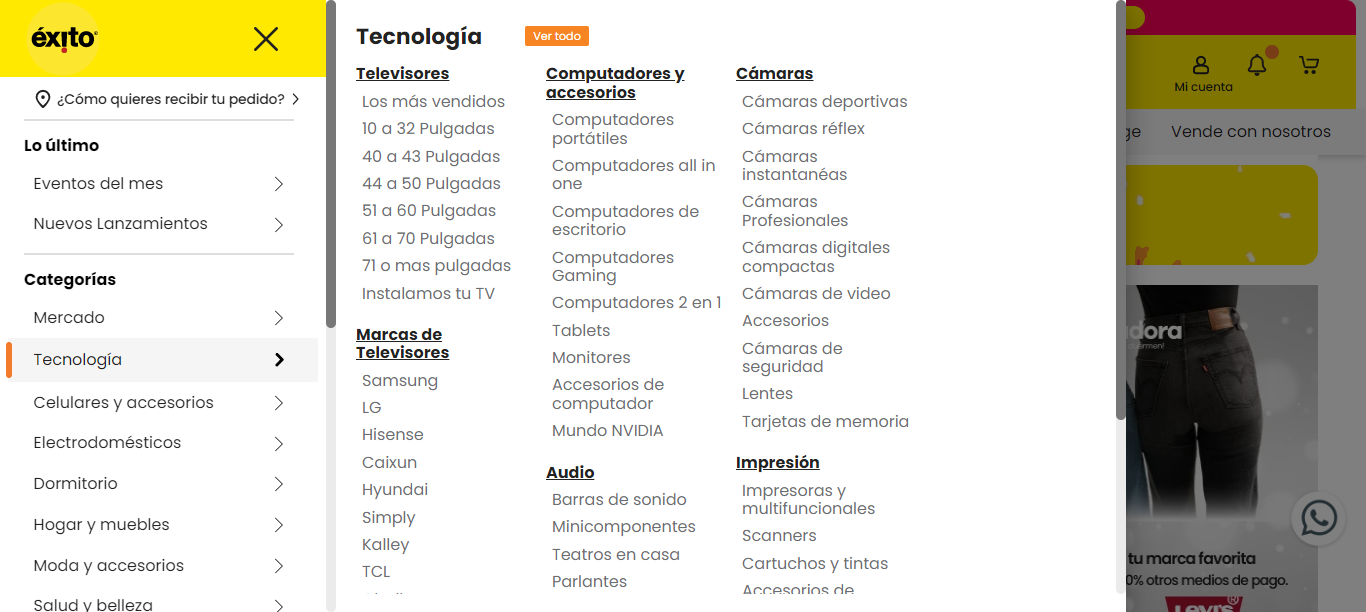 éxito
¿Cómo quieres recibir tu pedido?
Lo último
Eventos del mes
Nuevos Lanzamientos
Categorías
Mercado
Tecnología
Celulares y accesorios
Electrodomésticos
Dormitorio
Hogar y muebles
Moda y accesorios
Salud y belleza
Tecnología
Ver todo
Televisores
Los más vendidos
10 a 32 Pulgadas
40 a 43 Pulgadas
44 a 50 Pulgadas
51 a 60 Pulgadas
61 a 70 Pulgadas
71 o mas pulgadas
Instalamos tu TV
Marcas de
Televisores
Samsung
LG
Hisense
Caixun
Hyundai
Simply
Kalley
TCL
Computadores y
accesorios
Computadores
portátiles
Computadores all in
one
Computadores de
escritorio
Computadores
Gaming
Computadores 2 en 1
Tablets
Monitores
Accesorios de
computador
Mundo NVIDIA
Audio
Barras de sonido
Minicomponentes
Teatros en casa
Parlantes
Cámaras
Cámaras deportivas
Cámaras réflex
Cámaras
instantanéas
Cámaras
Profesionales
Cámaras digitales
compactas
Cámaras de video
Accesorios
Cámaras de
seguridad
Lentes
Tarjetas de memoria
Impresión
Impresoras y
multifuncionales
Scanners
Cartuchos y tintas
Accesorios de
Mi cuenta
ge
Vende con nosotros
adora
uermen!
tu marca favorita
0% otros medios de pago.
Levi's